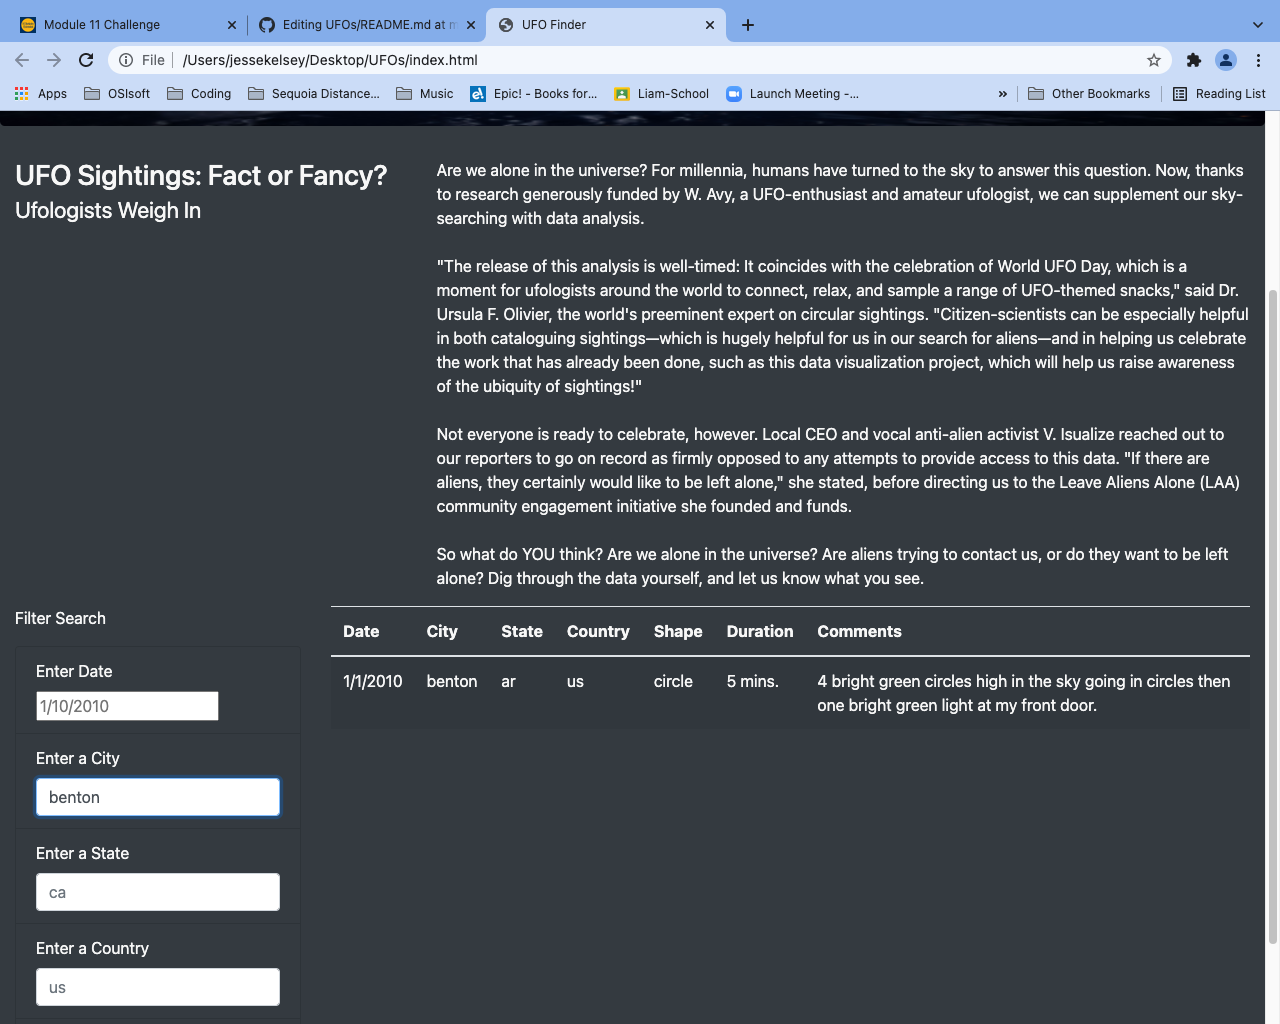 Module 11 Challenge
Editing UFOs/README.md at m
UFO Finder
File
/Users/jessekelsey/Desktop/UFOs/index.html
Apps
OSIsoft
Coding
Sequoia Distance...
Music
Epic! - Books for...
Liam-School
Launch Meeting -...
»
Other Bookmarks
Reading List
UFO Sightings: Fact or Fancy?
Ufologists Weigh In
Are we alone in the universe? For millennia, humans have turned to the sky to answer this question. Now, thanks
to research generously funded by W. Avy, a UFO-enthusiast and amateur ufologist, we can supplement our sky-
searching with data analysis.
"The release of this analysis is well-timed: It coincides with the celebration of World UFO Day, which is a
moment for ufologists around the world to connect, relax, and sample a range of UFO-themed snacks," said Dr.
Ursula F. Olivier, the world's preeminent expert on circular sightings. "Citizen-scientists can be especially helpful
in both cataloguing sightings—which is hugely helpful for us in our search for aliens—and in helping us celebrate
the work that has already been done, such as this data visualization project, which will help us raise awareness
of the ubiquity of sightings!"
Not everyone is ready to celebrate, however. Local CEO and vocal anti-alien activist V. Isualize reached out to
our reporters to go on record as firmly opposed to any attempts to provide access to this data. "If there are
aliens, they certainly would like to be left alone," she stated, before directing us to the Leave Aliens Alone (LAA)
community engagement initiative she founded and funds.
So what do YOU think? Are we alone in the universe? Are aliens trying to contact us, or do they want to be left
alone? Dig through the data yourself, and let us know what you see.
Filter Search
Enter Date
1/10/2010
Enter a City
benton
Enter a State
ca
Enter a Country
us
Date City State Country Shape Duration Comments
1/1/2010 benton ar us circle 5 mins. 4 bright green circles high in the sky going in circles then
one bright green light at my front door.